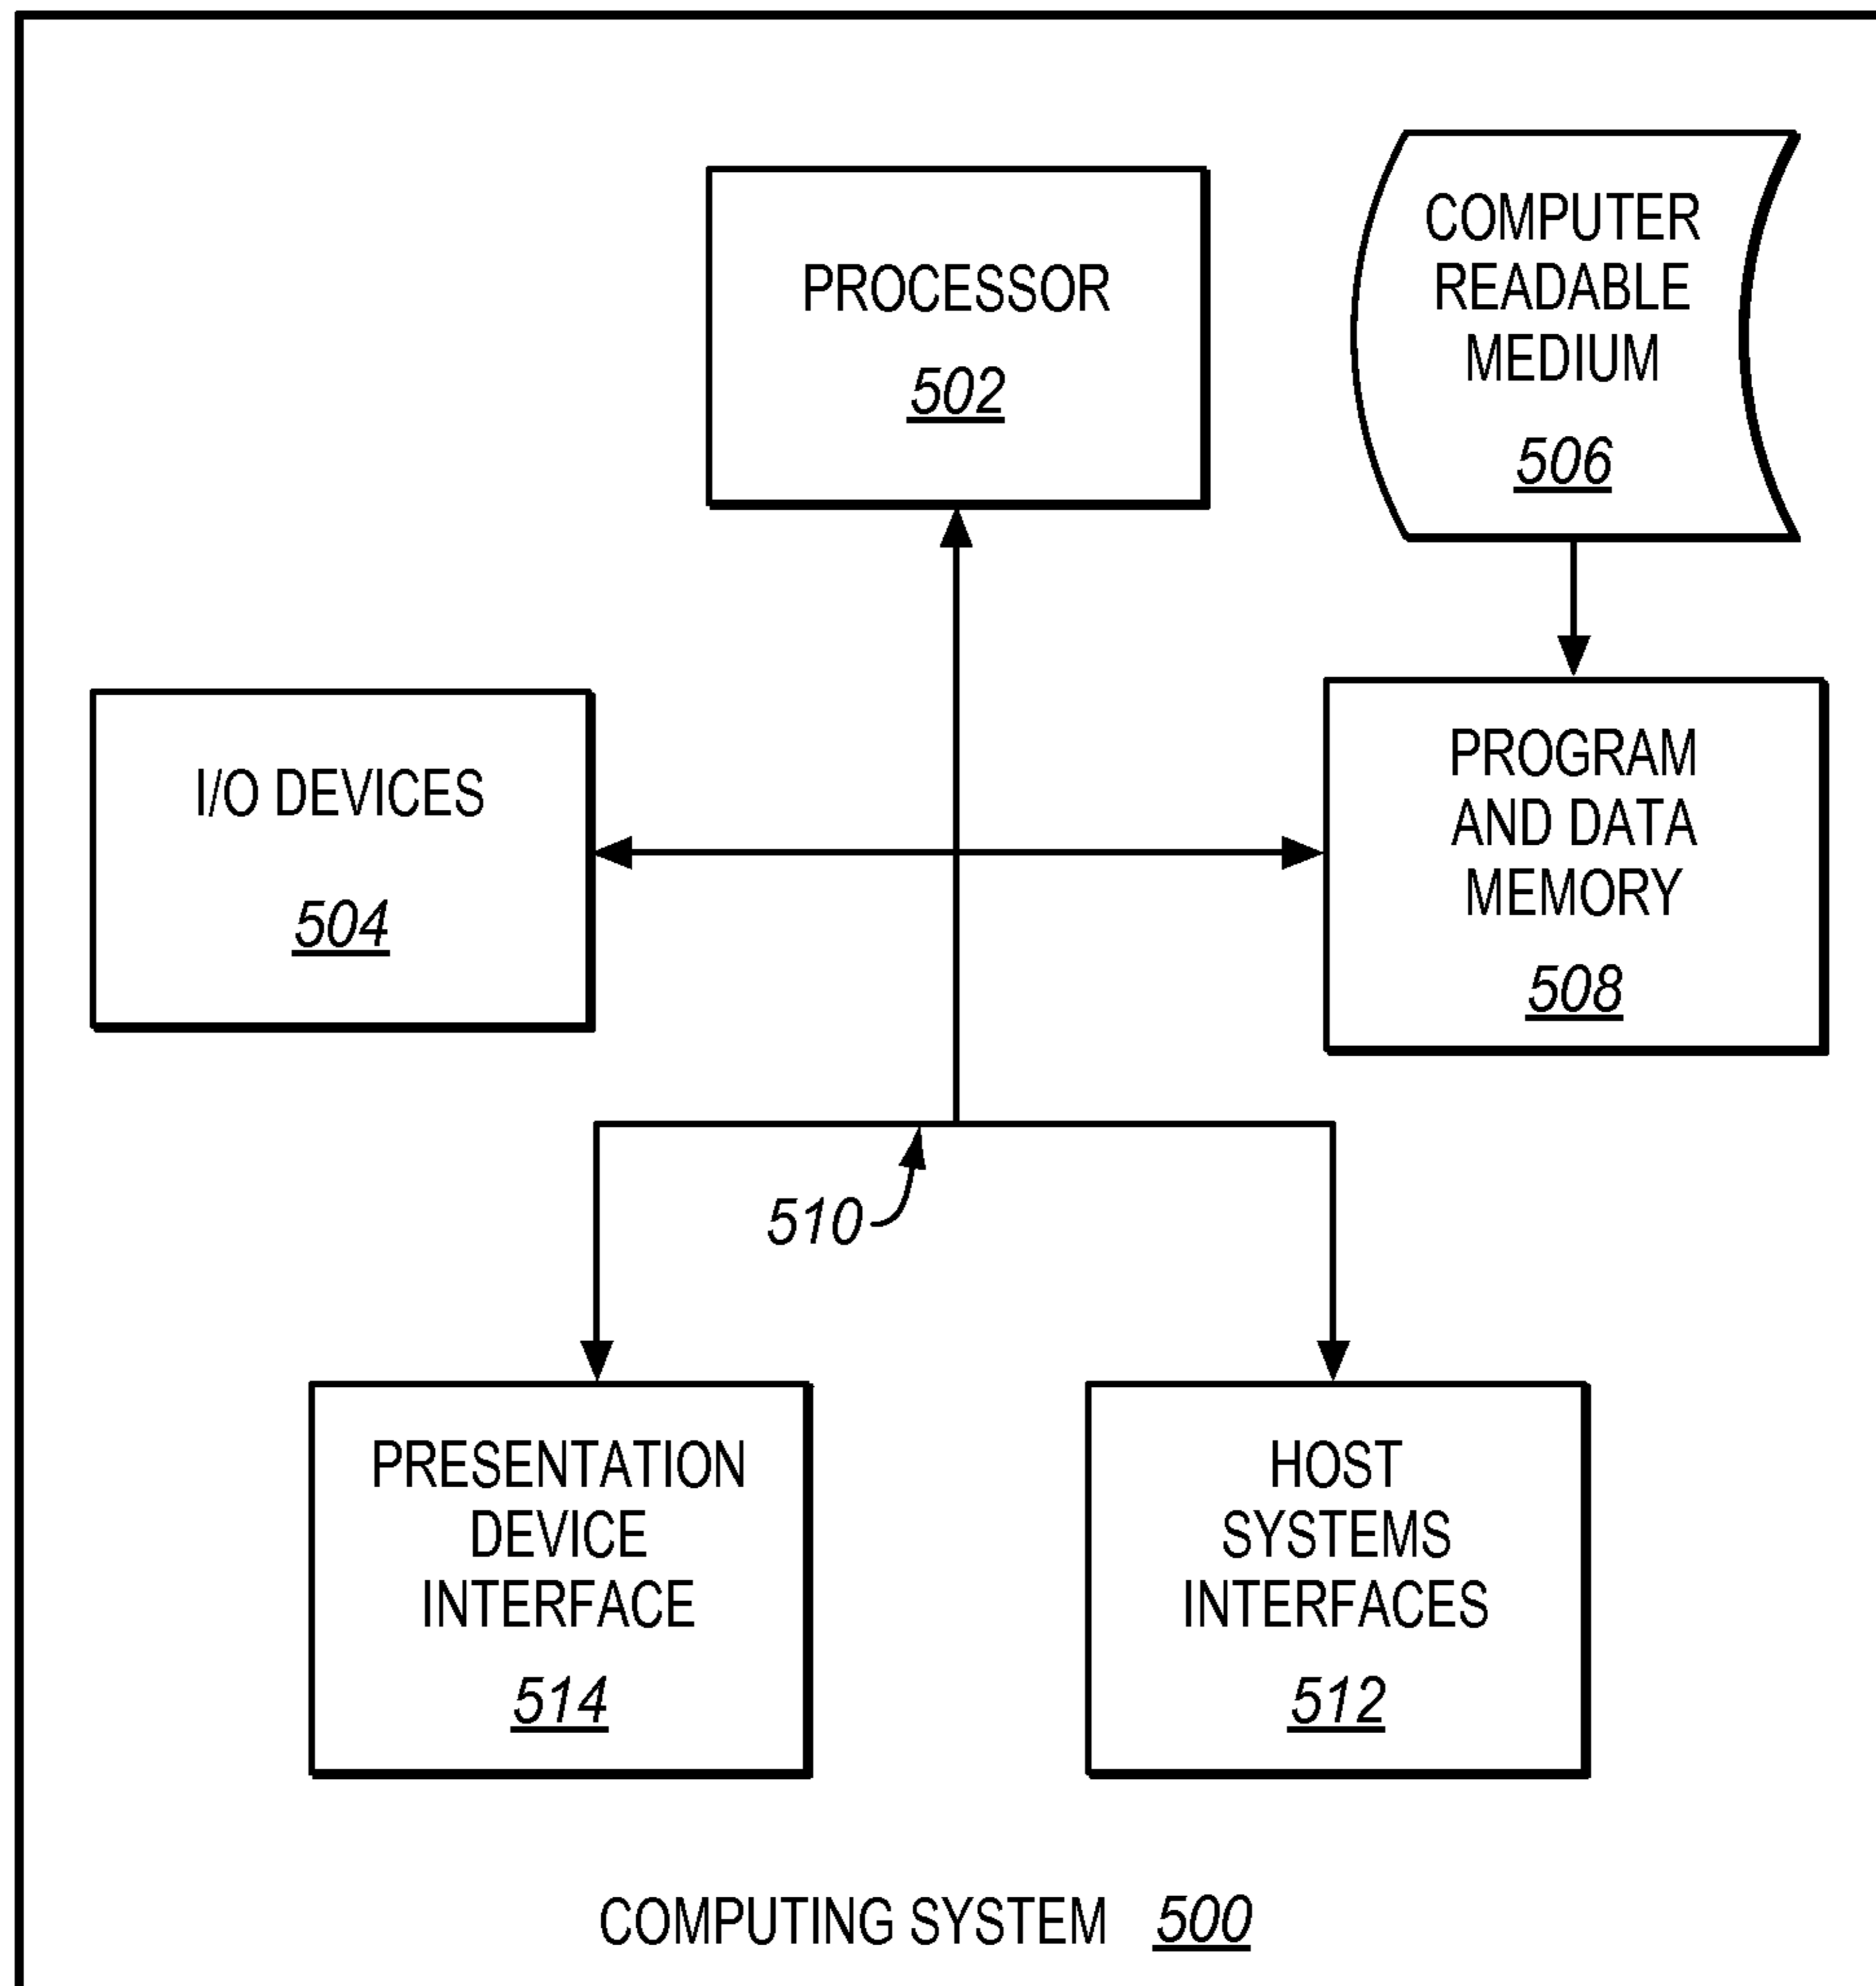 PROCESSOR
502
COMPUTER
READABLE
MEDIUM
506
I/O DEVICES
504
PROGRAM
AND DATA
MEMORY
508
510
PRESENTATION
DEVICE
INTERFACE
514
HOST
SYSTEMS
INTERFACES
512
COMPUTING SYSTEM 500